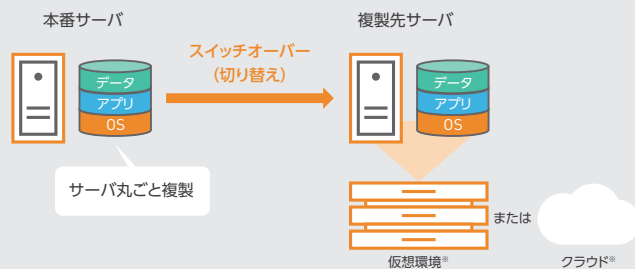 本番サーバ
複製先サーバ
スイッチオーバー
(切り替え)
データ
アプリ
OS
データ
アプリ
OS
サーバ丸ごと複製
または
仮想環境※
クラウド※